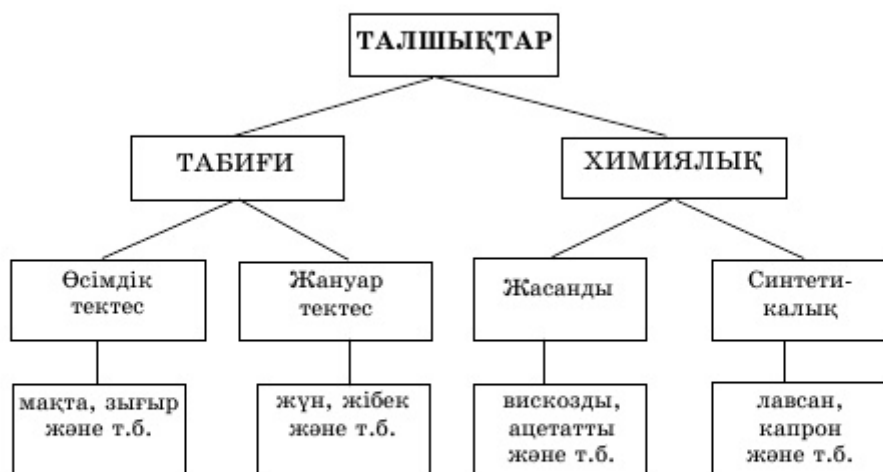 ТАЛШЫҚТАР
ТАБИҒИ
ХИМИЯЛЫҚ
Өсімдік
тектес
Жануар
тектес
Жасанды
Синтети-
калық
мақта, зығыр
және т.б.
жүн, жібек
және т.б.
вискозды,
ацетатты
және т.б.
лавсан,
капрон
және т.б.